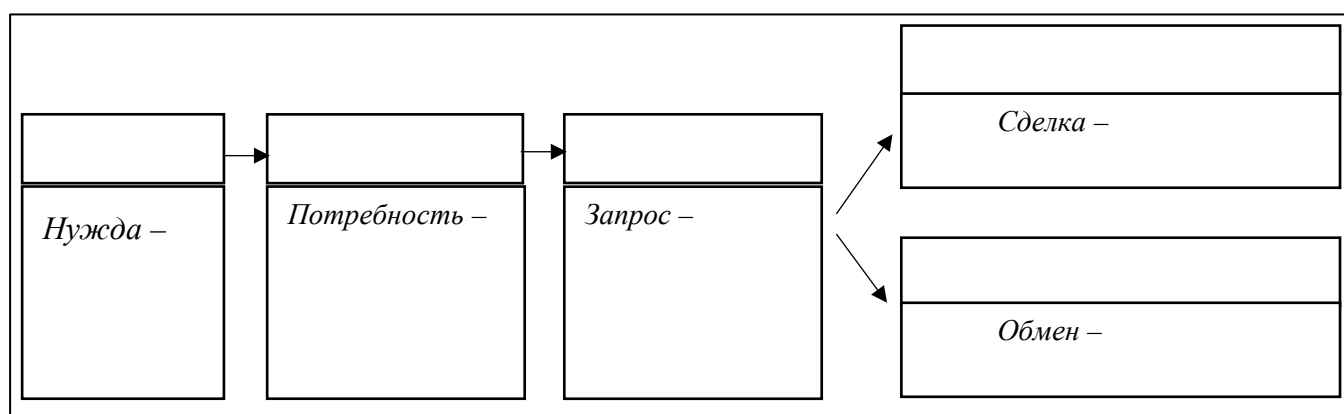 Нужда –
Потребность –
Запрос –
Сделка –
Обмен –